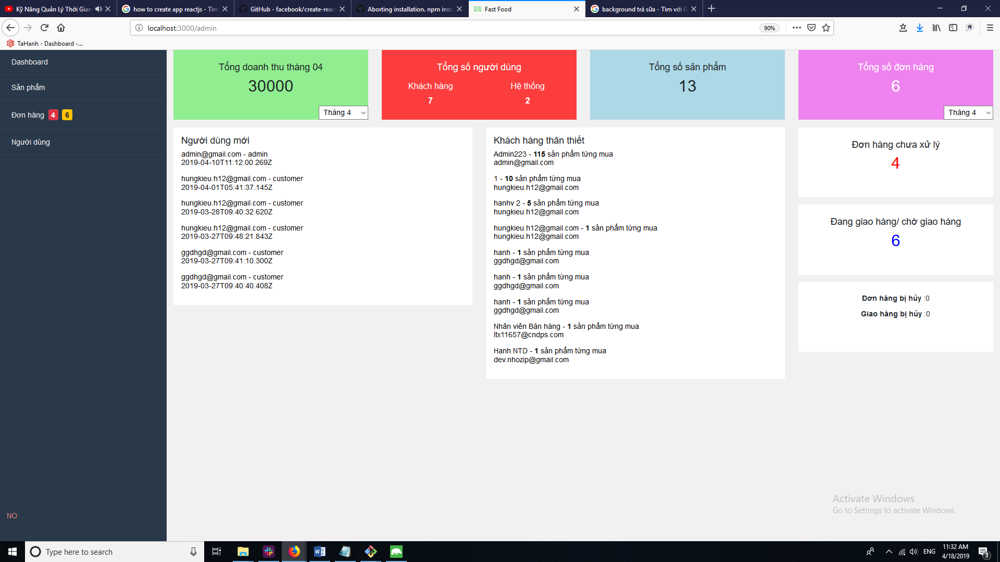 Kỹ Năng Quản Lý Thời Gian
how to create app reactjs - Tìm
GitHub - facebook/create-reac
Aborting installation. npm insta
Fast Food
background trà sữa - Tìm với G
localhost:3000/admin
90%
TaHanh - Dashboard -...
Dashboard
Sản phẩm
Đơn hàng 4 6
Người dùng
NO
Tổng doanh thu tháng 04
30000
Tháng 4
Tổng số người dùng
Khách hàng Hệ thống
7 2
Tổng số sản phẩm
13
Tổng số đơn hàng
6
Tháng 4
Người dùng mới
admin@gmail.com - admin
2019-04-10T11:12:00.269Z
hungkieu.h12@gmail.com - customer
2019-04-01T05:41:37.145Z
hungkieu.h12@gmail.com - customer
2019-03-28T09:40:32.620Z
hungkieu.h12@gmail.com - customer
2019-03-27T09:48:21.843Z
ggdhgd@gmail.com - customer
2019-03-27T09:41:10.300Z
ggdhgd@gmail.com - customer
2019-03-27T09:40:40.408Z
Khách hàng thân thiết
Admin223 - 115 sản phẩm từng mua
admin@gmail.com
1 - 10 sản phẩm từng mua
hungkieu.h12@gmail.com
hanhv 2 - 5 sản phẩm từng mua
hungkieu.h12@gmail.com
hungkieu.h12@gmail.com - 1 sản phẩm từng mua
hungkieu.h12@gmail.com
hanh - 1 sản phẩm từng mua
ggdhgd@gmail.com
hanh - 1 sản phẩm từng mua
ggdhgd@gmail.com
hanh - 1 sản phẩm từng mua
ggdhgd@gmail.com
Nhân viên Bán hàng - 1 sản phẩm từng mua
ltx11657@cndps.com
Hanh NTD - 1 sản phẩm từng mua
dev.nhozip@gmail.com
Đơn hàng chưa xử lý
4
Đang giao hàng/ chờ giao hàng
6
Đơn hàng bị hủy :0
Giao hàng bị hủy :0
Activate Windows
Go to Settings to activate Windows.
Type here to search
ENG
11:32 AM
4/18/2019
3